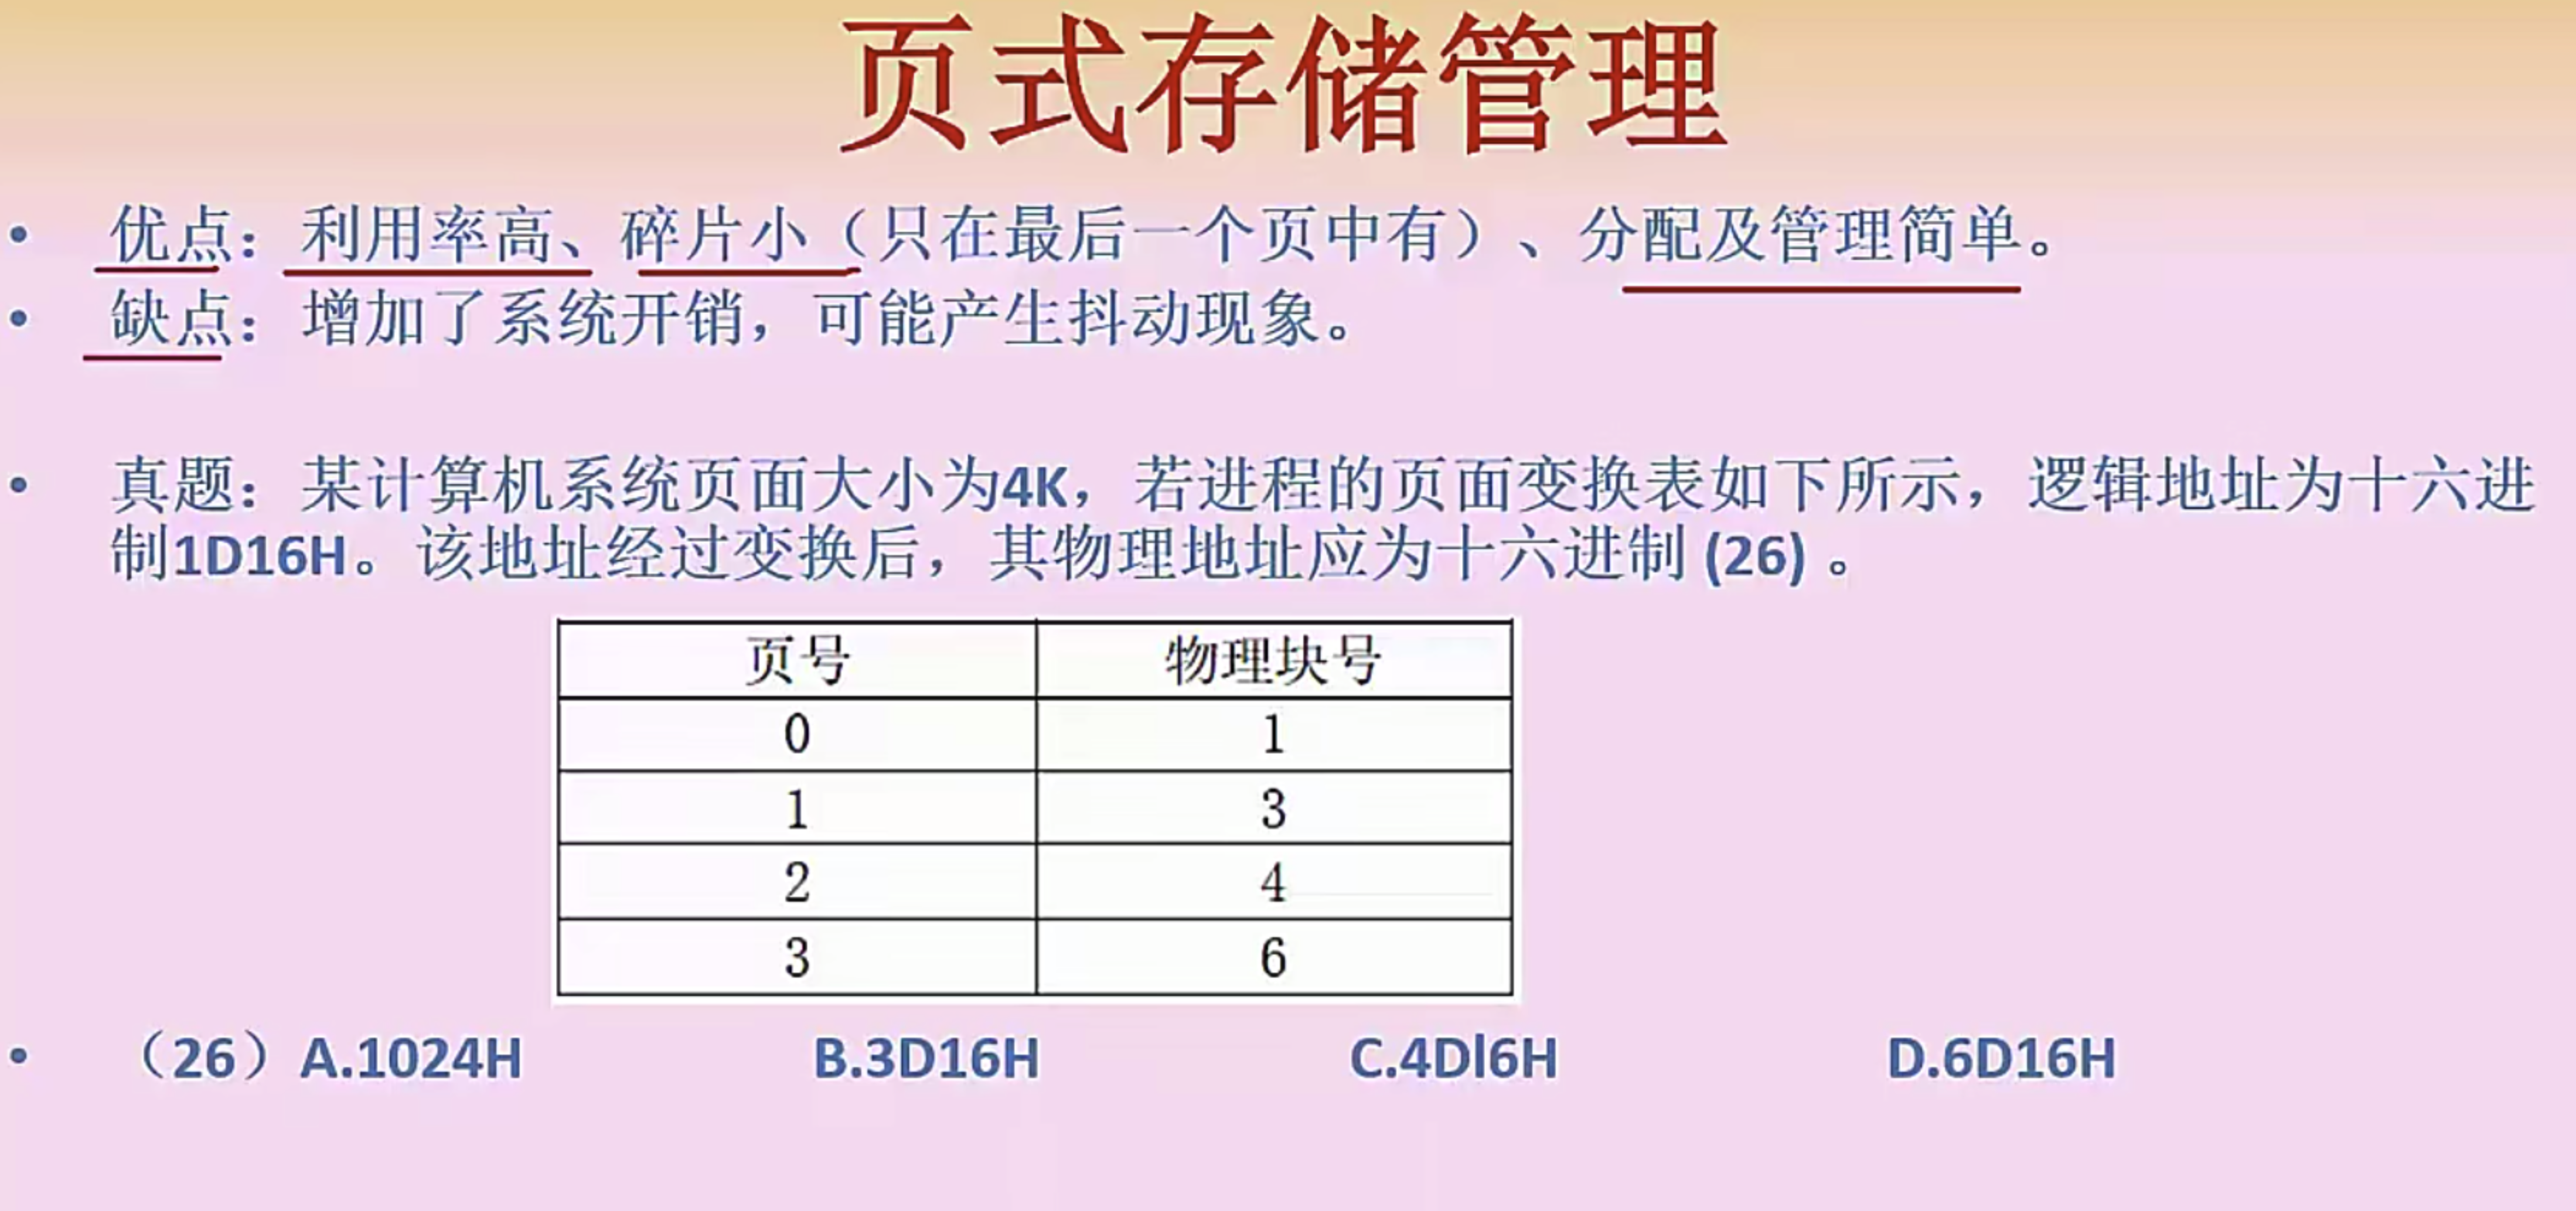 页式存储管理
• 优点：利用率高、碎片小（只在最后一个页中有）、分配及管理简单。
• 缺点：增加了系统开销，可能产生抖动现象。
• 真题：某计算机系统页面大小为4K，若进程的页面变换表如下所示，逻辑地址为十六进
制1D16H。该地址经过变换后，其物理地址应为十六进制 (26) 。
页号 物理块号
0 1
1 3
2 4
3 6
• （26）A.1024H B.3D16H C.4Dl6H D.6D16H